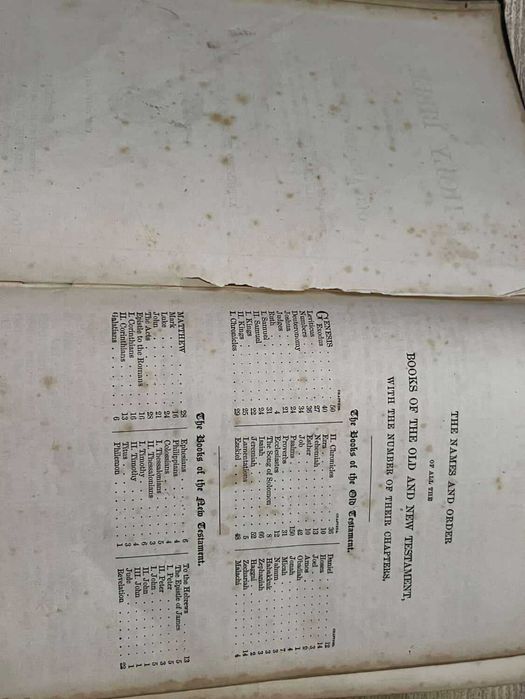 THE NAMES AND ORDER
OF ALL THE
BOOKS OF THE OLD AND NEW TESTAMENT,
WITH THE NUMBER OF THEIR CHAPTERS.
The Books of the Old Testament.
CHAPTERS. CHAPTERS. CHAPTERS.
GENESIS 50 II. Chronicles 36 Daniel 12
Exodus 40 Ezra 10 Hosea 14
Leviticus 27 Nehemiah 13 Joel 3
Numbers 36 Esther 10 Amos 9
Deuteronomy 34 Job 42 Obadiah 1
Joshua 24 Psalms 150 Jonah 4
Judges 21 Proverbs 31 Micah 7
Ruth 4 Ecclesiastes 12 Nahum 3
I. Samuel 31 The Song of Solomon 8 Habakkuk 3
II. Samuel 24 Isaiah 66 Zephaniah 3
I. Kings 22 Jeremiah 52 Haggai 2
II. Kings 25 Lamentations 5 Zechariah 14
I. Chronicles 29 Ezekiel 48 Malachi 4
The Books of the New Testament.
MATTHEW 28 Ephesians 6 To the Hebrews 13
Mark 16 Philippians 4 The Epistle of James 5
Luke 24 Colossians 4 I. Peter 5
John 21 I. Thessalonians 5 II. Peter 3
The Acts 28 II. Thessalonians 3 I. John 5
Epistle to the Romans 16 I. Timothy 6 II. John 1
I. Corinthians 16 II. Timothy 4 III. John 1
II. Corinthians 13 Titus 3 Jude 1
Galatians 6 Philemon 1 Revelation 22